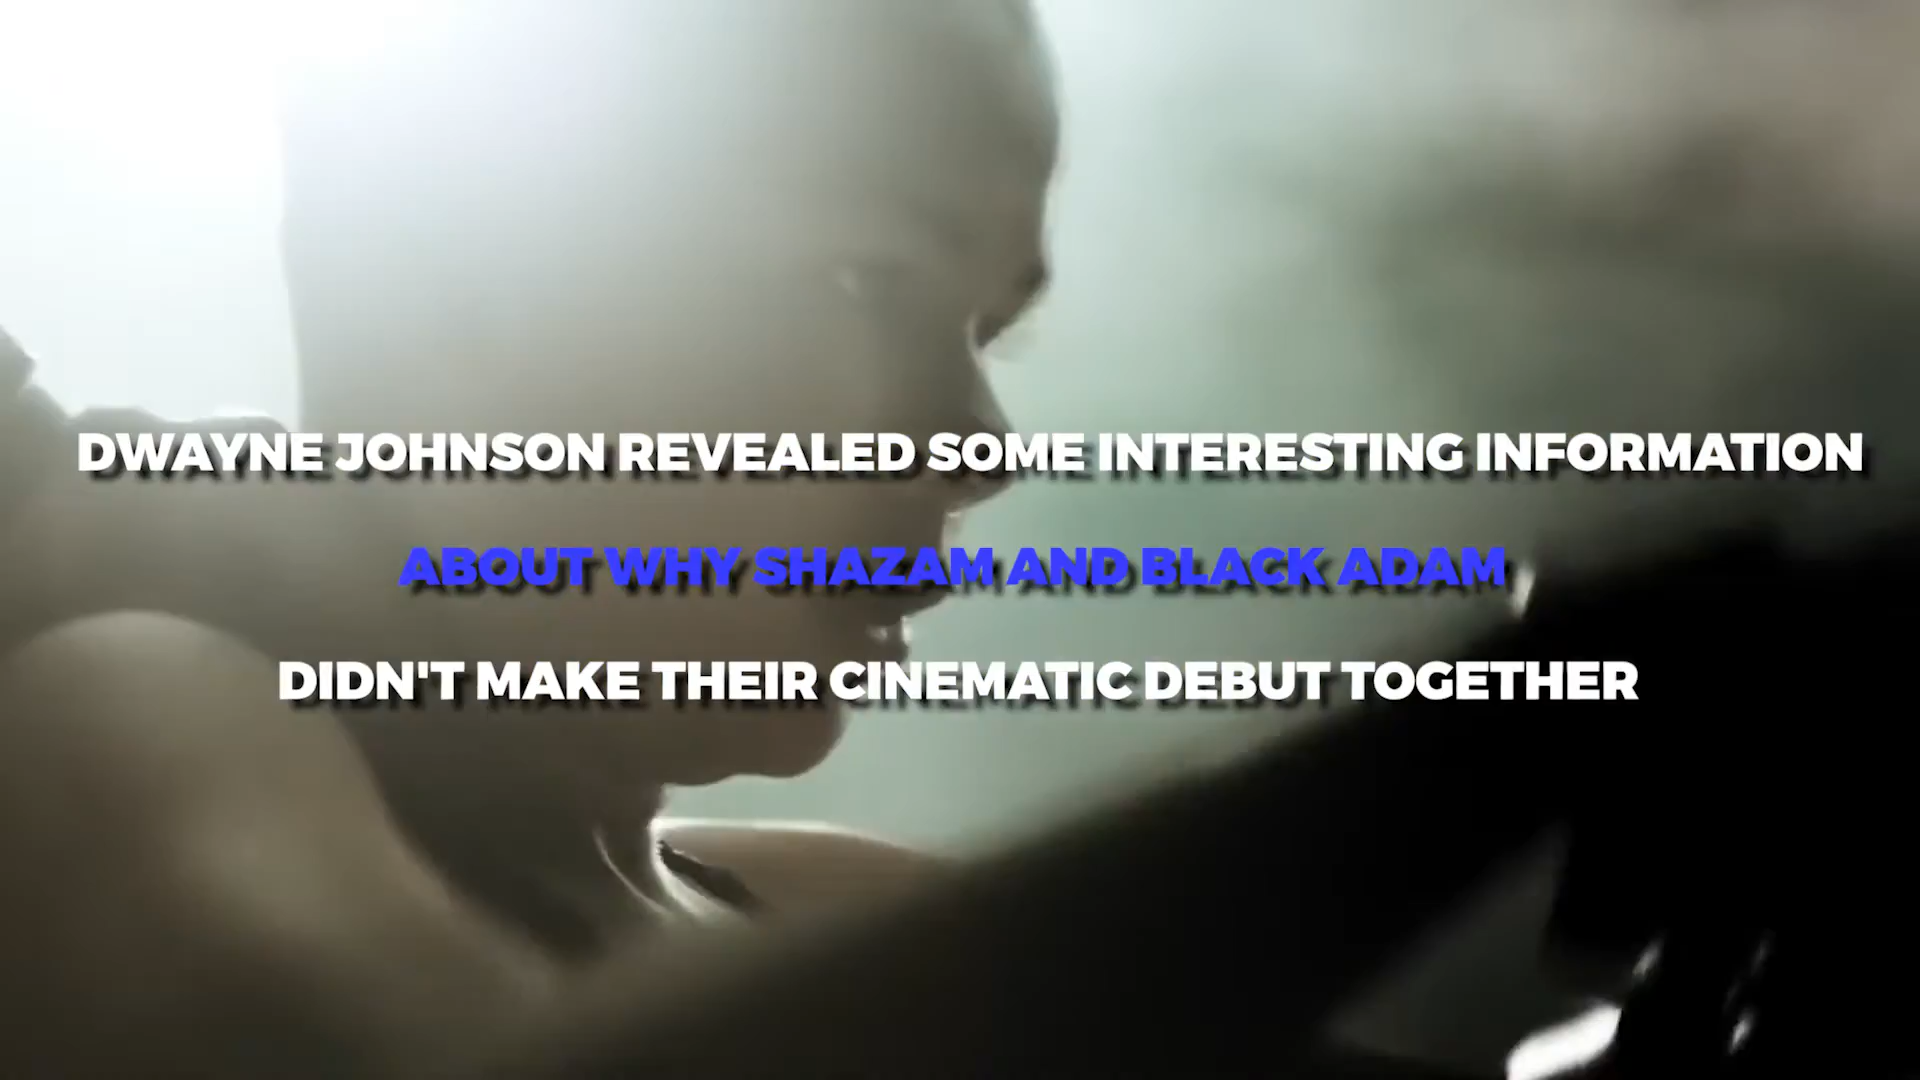 DWAYNE JOHNSON REVEALED SOME INTERESTING INFORMATION
ABOUT WHY SHAZAM AND BLACK ADAM
DIDN'T MAKE THEIR CINEMATIC DEBUT TOGETHER